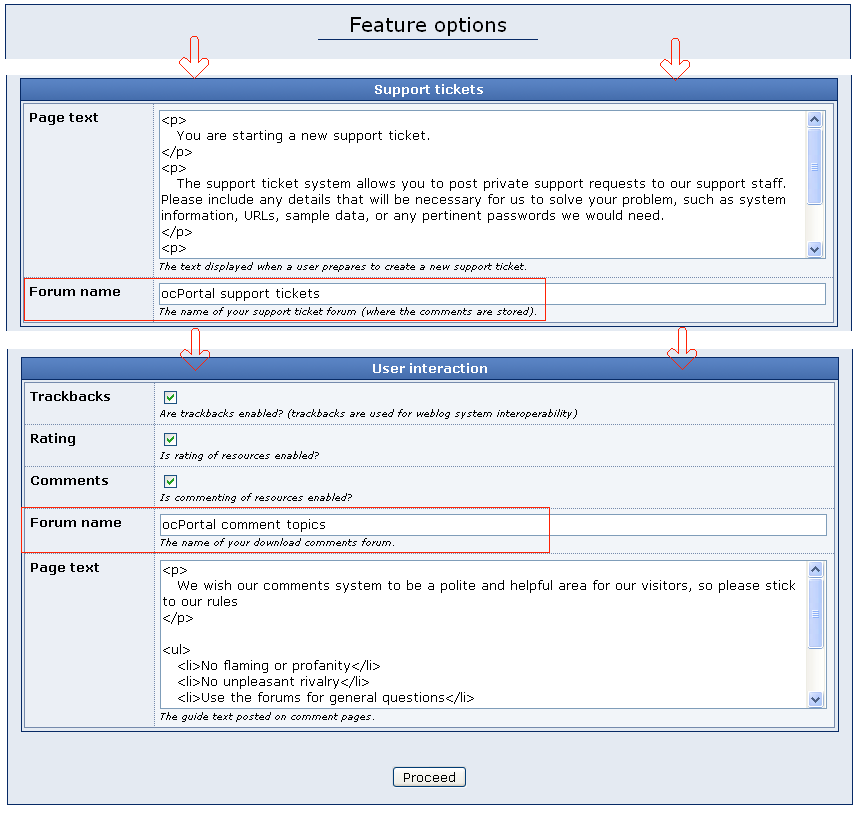 Feature options
Support tickets
Page text
<p>
You are starting a new support ticket.
</p>
<p>
The support ticket system allows you to post private support requests to our support staff.
Please include any details that will be necessary for us to solve your problem, such as system
information, URLs, sample data, or any pertinent passwords we would need.
</p>
<p>
The text displayed when a user prepares to create a new support ticket.
Forum name
ocPortal support tickets
The name of your support ticket forum (where the comments are stored).
User interaction
Trackbacks
Are trackbacks enabled? (trackbacks are used for weblog system interoperability)
Rating
Is rating of resources enabled?
Comments
Is commenting of resources enabled?
Forum name
ocPortal comment topics
The name of your download comments forum.
Page text
<p>
We wish our comments system to be a polite and helpful area for our visitors, so please stick
to our rules
</p>
<ul>
<li>No flaming or profanity</li>
<li>No unpleasant rivalry</li>
<li>Use the forums for general questions</li>
The guide text posted on comment pages.
Proceed